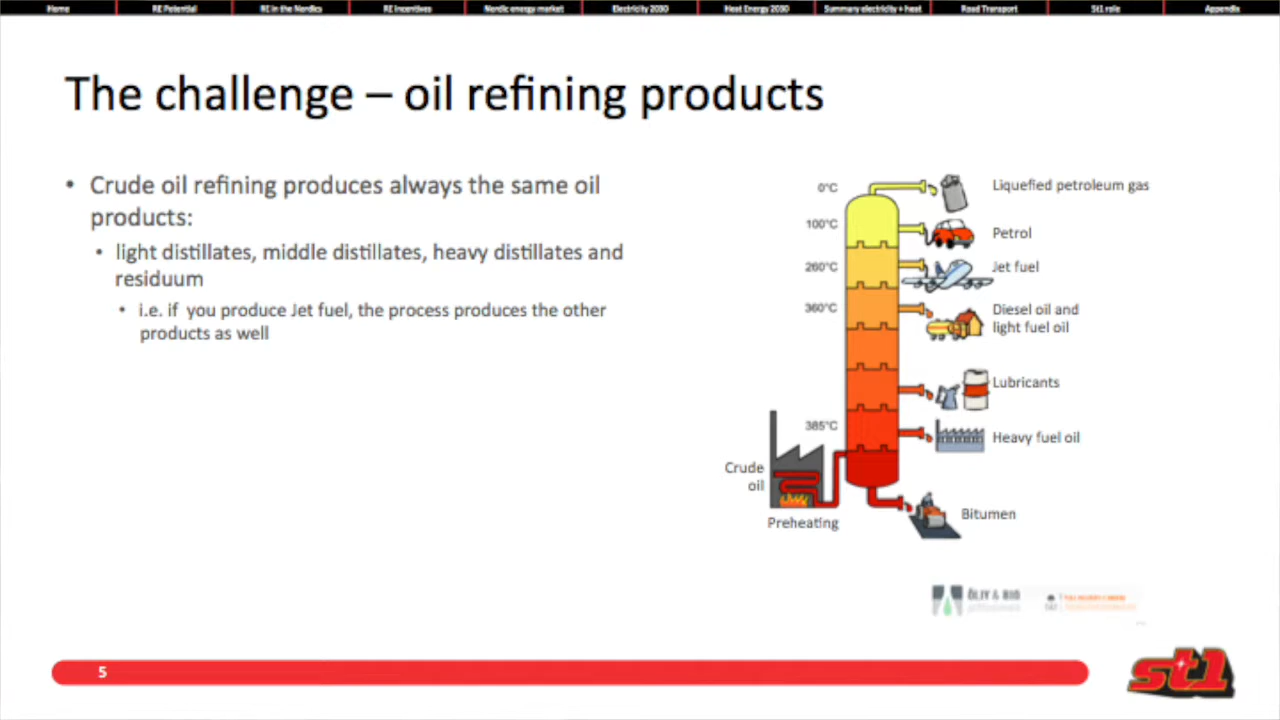 Home RE Potential RE in the Nordics RE Incentives Nordic energy market Electricity 2030 Heat Energy 2030 Summary electricity + heat Road Transport St1 role Appendix
The challenge – oil refining products
• Crude oil refining produces always the same oil
products:
• light distillates, middle distillates, heavy distillates and
residuum
• i.e. if you produce Jet fuel, the process produces the other
products as well
0°C
Liquefied petroleum gas
100°C
Petrol
260°C
Jet fuel
360°C
Diesel oil and
light fuel oil
Lubricants
385°C
Heavy fuel oil
Crude
oil
Preheating
Bitumen
ÖLJY & BIO
5
St1